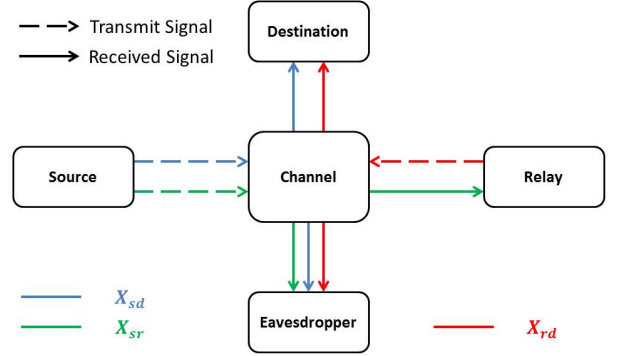 Transmit Signal
Received Signal
Destination
Source
Channel
Relay
Eavesdropper
X_sd
X_sr
X_rd